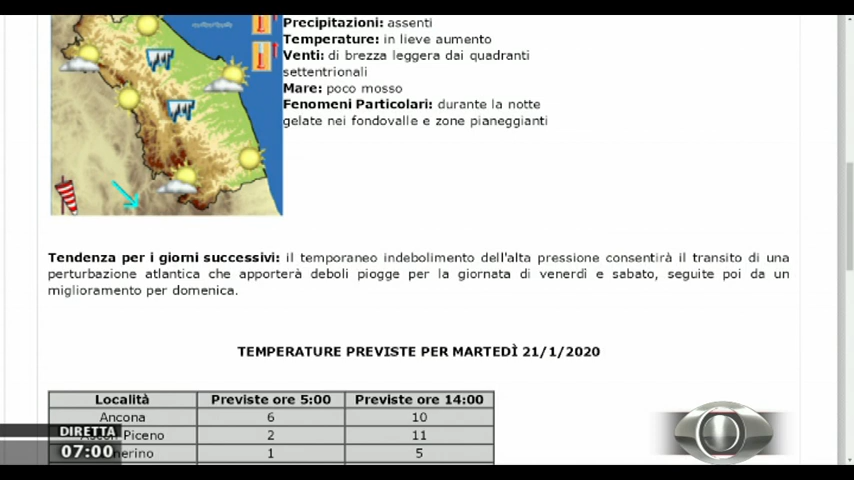 Precipitazioni: assenti
Temperature: in lieve aumento
Venti: di brezza leggera dai quadranti
settentrionali
Mare: poco mosso
Fenomeni Particolari: durante la notte
gelate nei fondovalle e zone pianeggianti
Tendenza per i giorni successivi: il temporaneo indebolimento dell'alta pressione consentirà il transito di una
perturbazione atlantica che apporterà deboli piogge per la giornata di venerdì e sabato, seguite poi da un
miglioramento per domenica.
TEMPERATURE PREVISTE PER MARTEDÌ 21/1/2020
Località Previste ore 5:00 Previste ore 14:00
Ancona 6 10
Piceno 2 11
1 5
DIRETTA
07:00